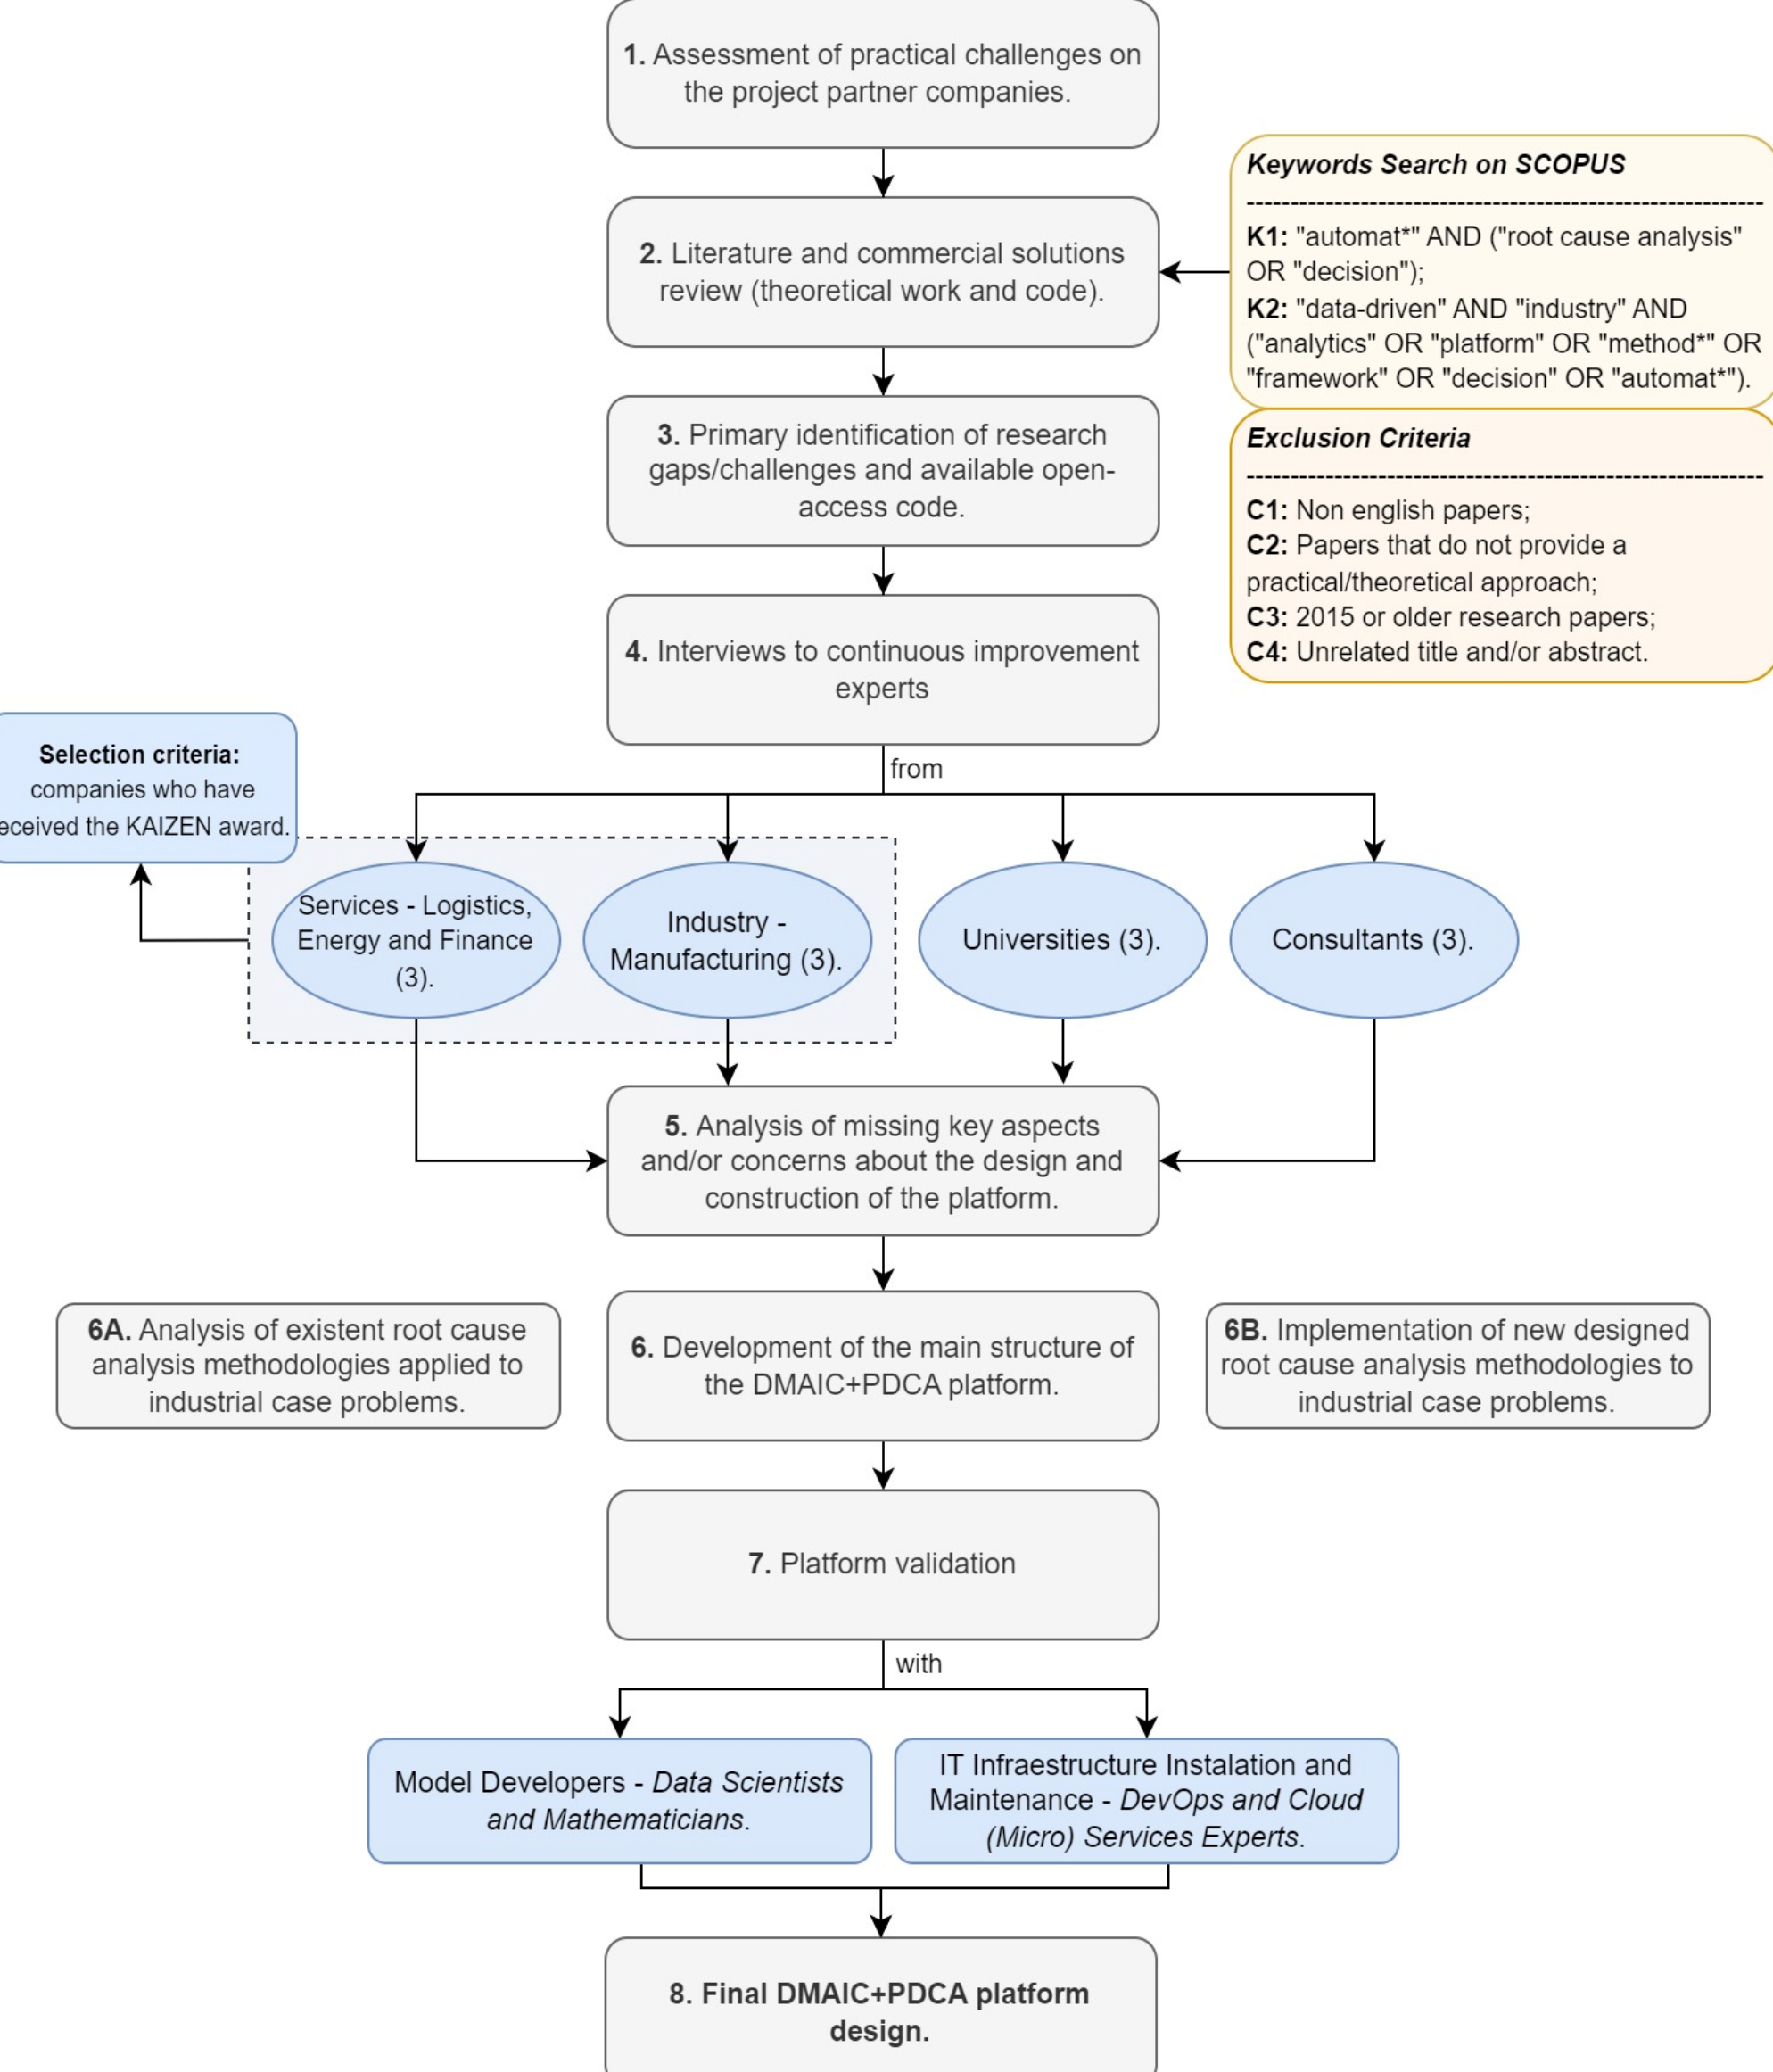 1. Assessment of practical challenges on
the project partner companies.
Keywords Search on SCOPUS
K1: "automat*" AND ("root cause analysis"
OR "decision");
K2: "data-driven" AND "industry" AND
("analytics" OR "platform" OR "method*" OR
"framework" OR "decision" OR "automat*").
2. Literature and commercial solutions
review (theoretical work and code).
Exclusion Criteria
C1: Non english papers;
C2: Papers that do not provide a
practical/theoretical approach;
C3: 2015 or older research papers;
C4: Unrelated title and/or abstract.
3. Primary identification of research
gaps/challenges and available open-
access code.
4. Interviews to continuous improvement
experts
from
Selection criteria:
companies who have
eceived the KAIZEN award.
Services - Logistics,
Energy and Finance
(3).
Industry -
Manufacturing (3).
Universities (3).
Consultants (3).
5. Analysis of missing key aspects
and/or concerns about the design and
construction of the platform.
6A. Analysis of existent root cause
analysis methodologies applied to
industrial case problems.
6. Development of the main structure of
the DMAIC+PDCA platform.
6B. Implementation of new designed
root cause analysis methodologies to
industrial case problems.
7. Platform validation
with
Model Developers - Data Scientists
and Mathematicians.
IT Infraestructure Instalation and
Maintenance - DevOps and Cloud
(Micro) Services Experts.
8. Final DMAIC+PDCA platform
design.